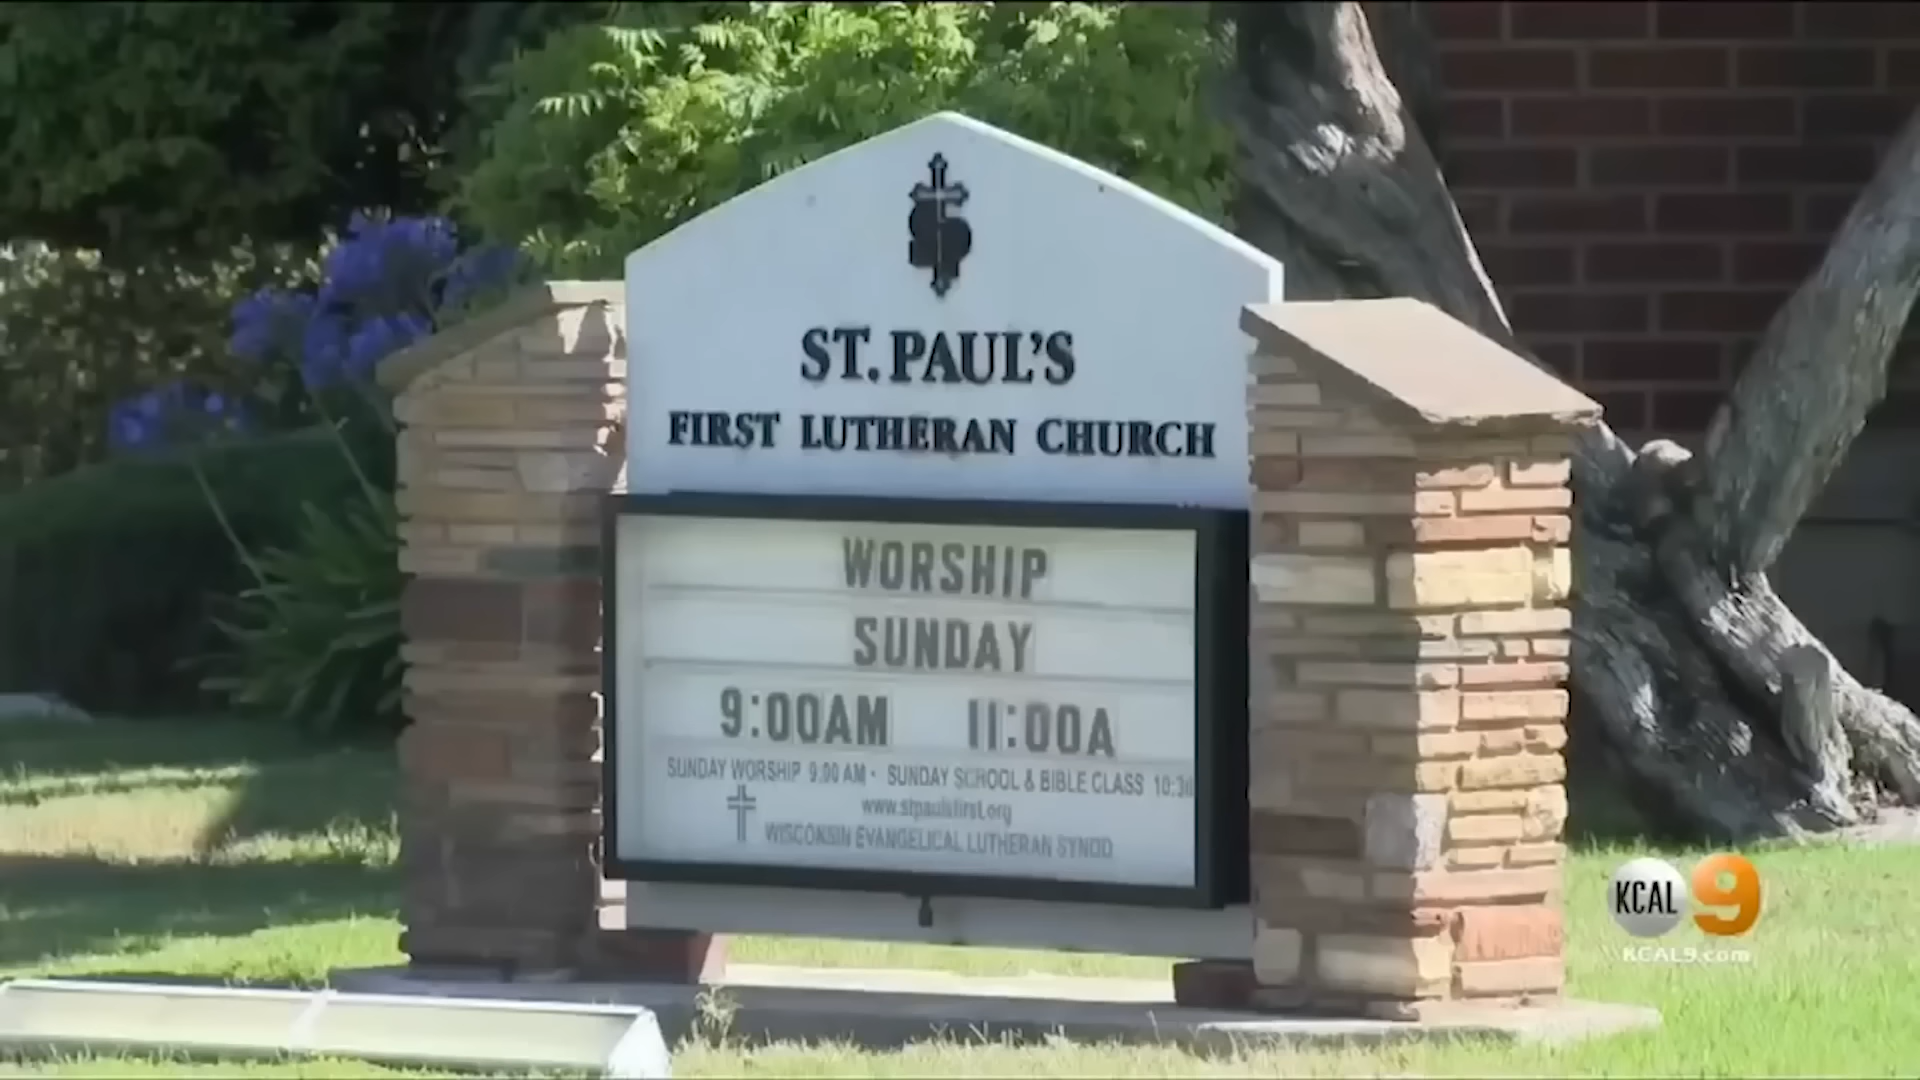 ST. PAUL'S
FIRST LUTHERAN CHURCH
WORSHIP
SUNDAY
9:00AM 11:00A
SUNDAY WORSHIP 9:00 AM • SUNDAY SCHOOL & BIBLE CLASS 10:30
www.stpaulsfirst.org
WISCONSIN EVANGELICAL LUTHERAN SYNOD
KCAL 9
KCAL9.com